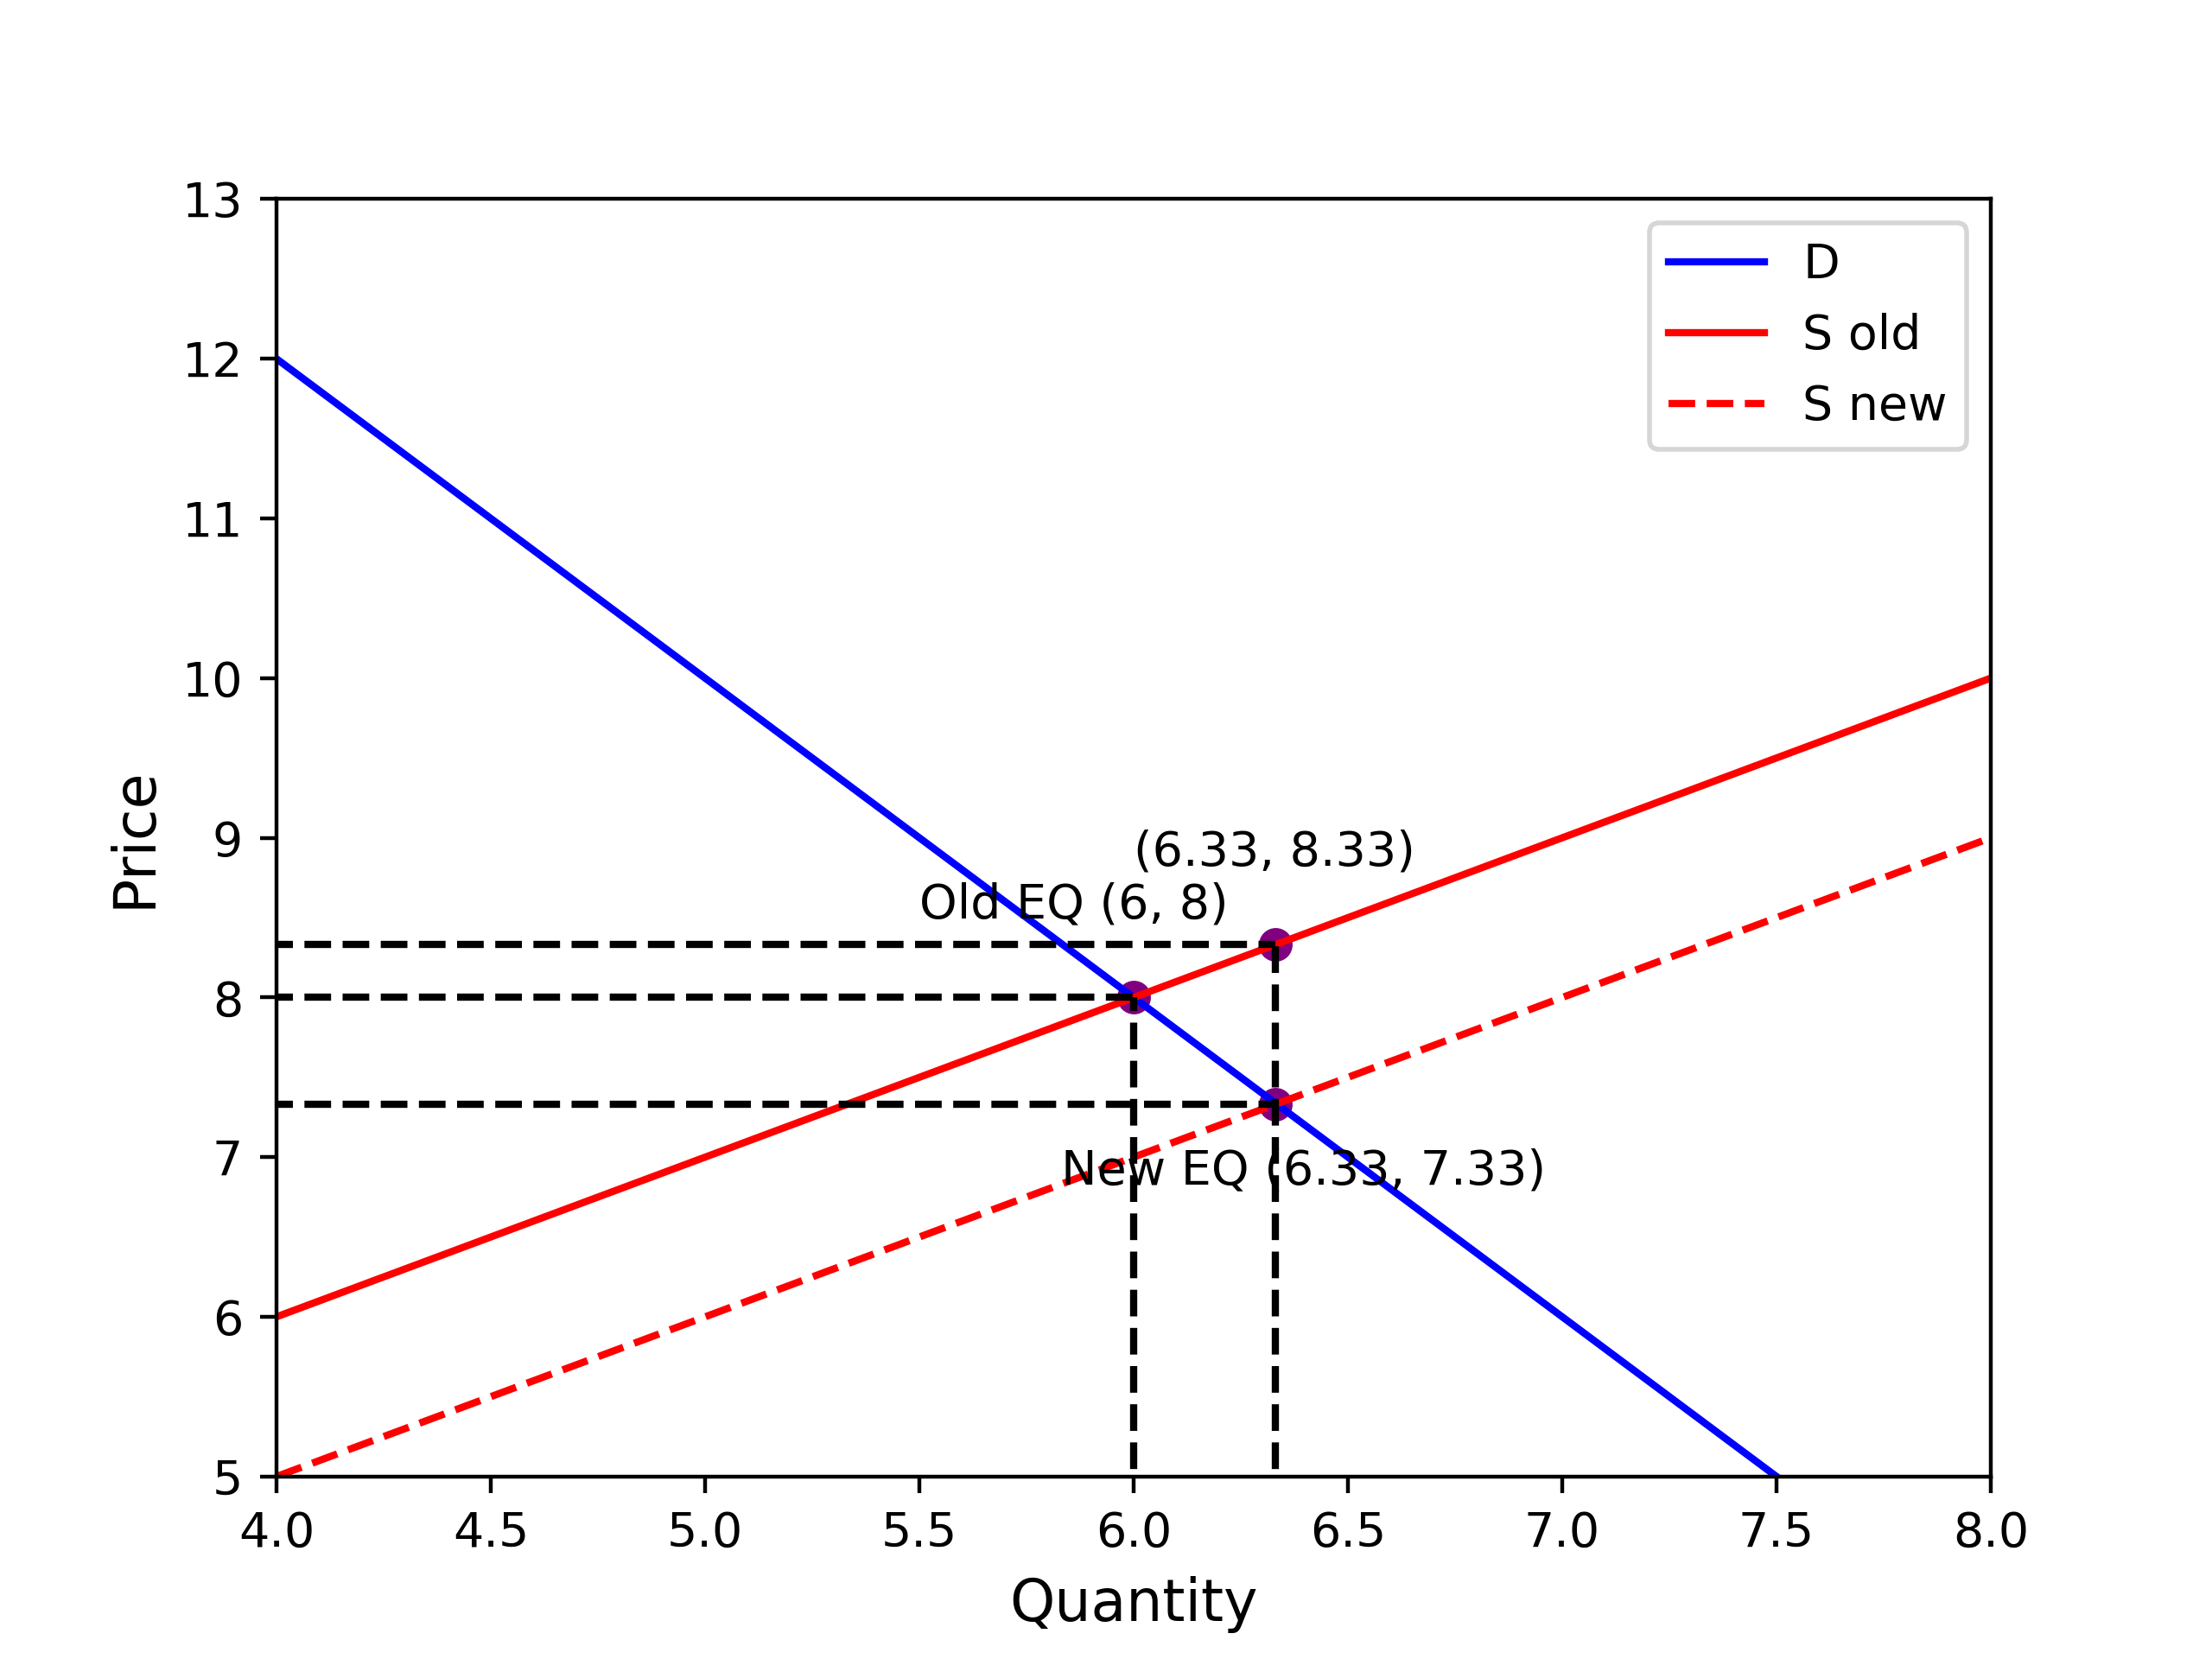 13
12
11
10
9
8
7
6
5
Price
D
S old
S new
(6.33, 8.33)
Old EQ (6, 8)
New EQ (6.33, 7.33)
4.0 4.5 5.0 5.5 6.0 6.5 7.0 7.5 8.0
Quantity